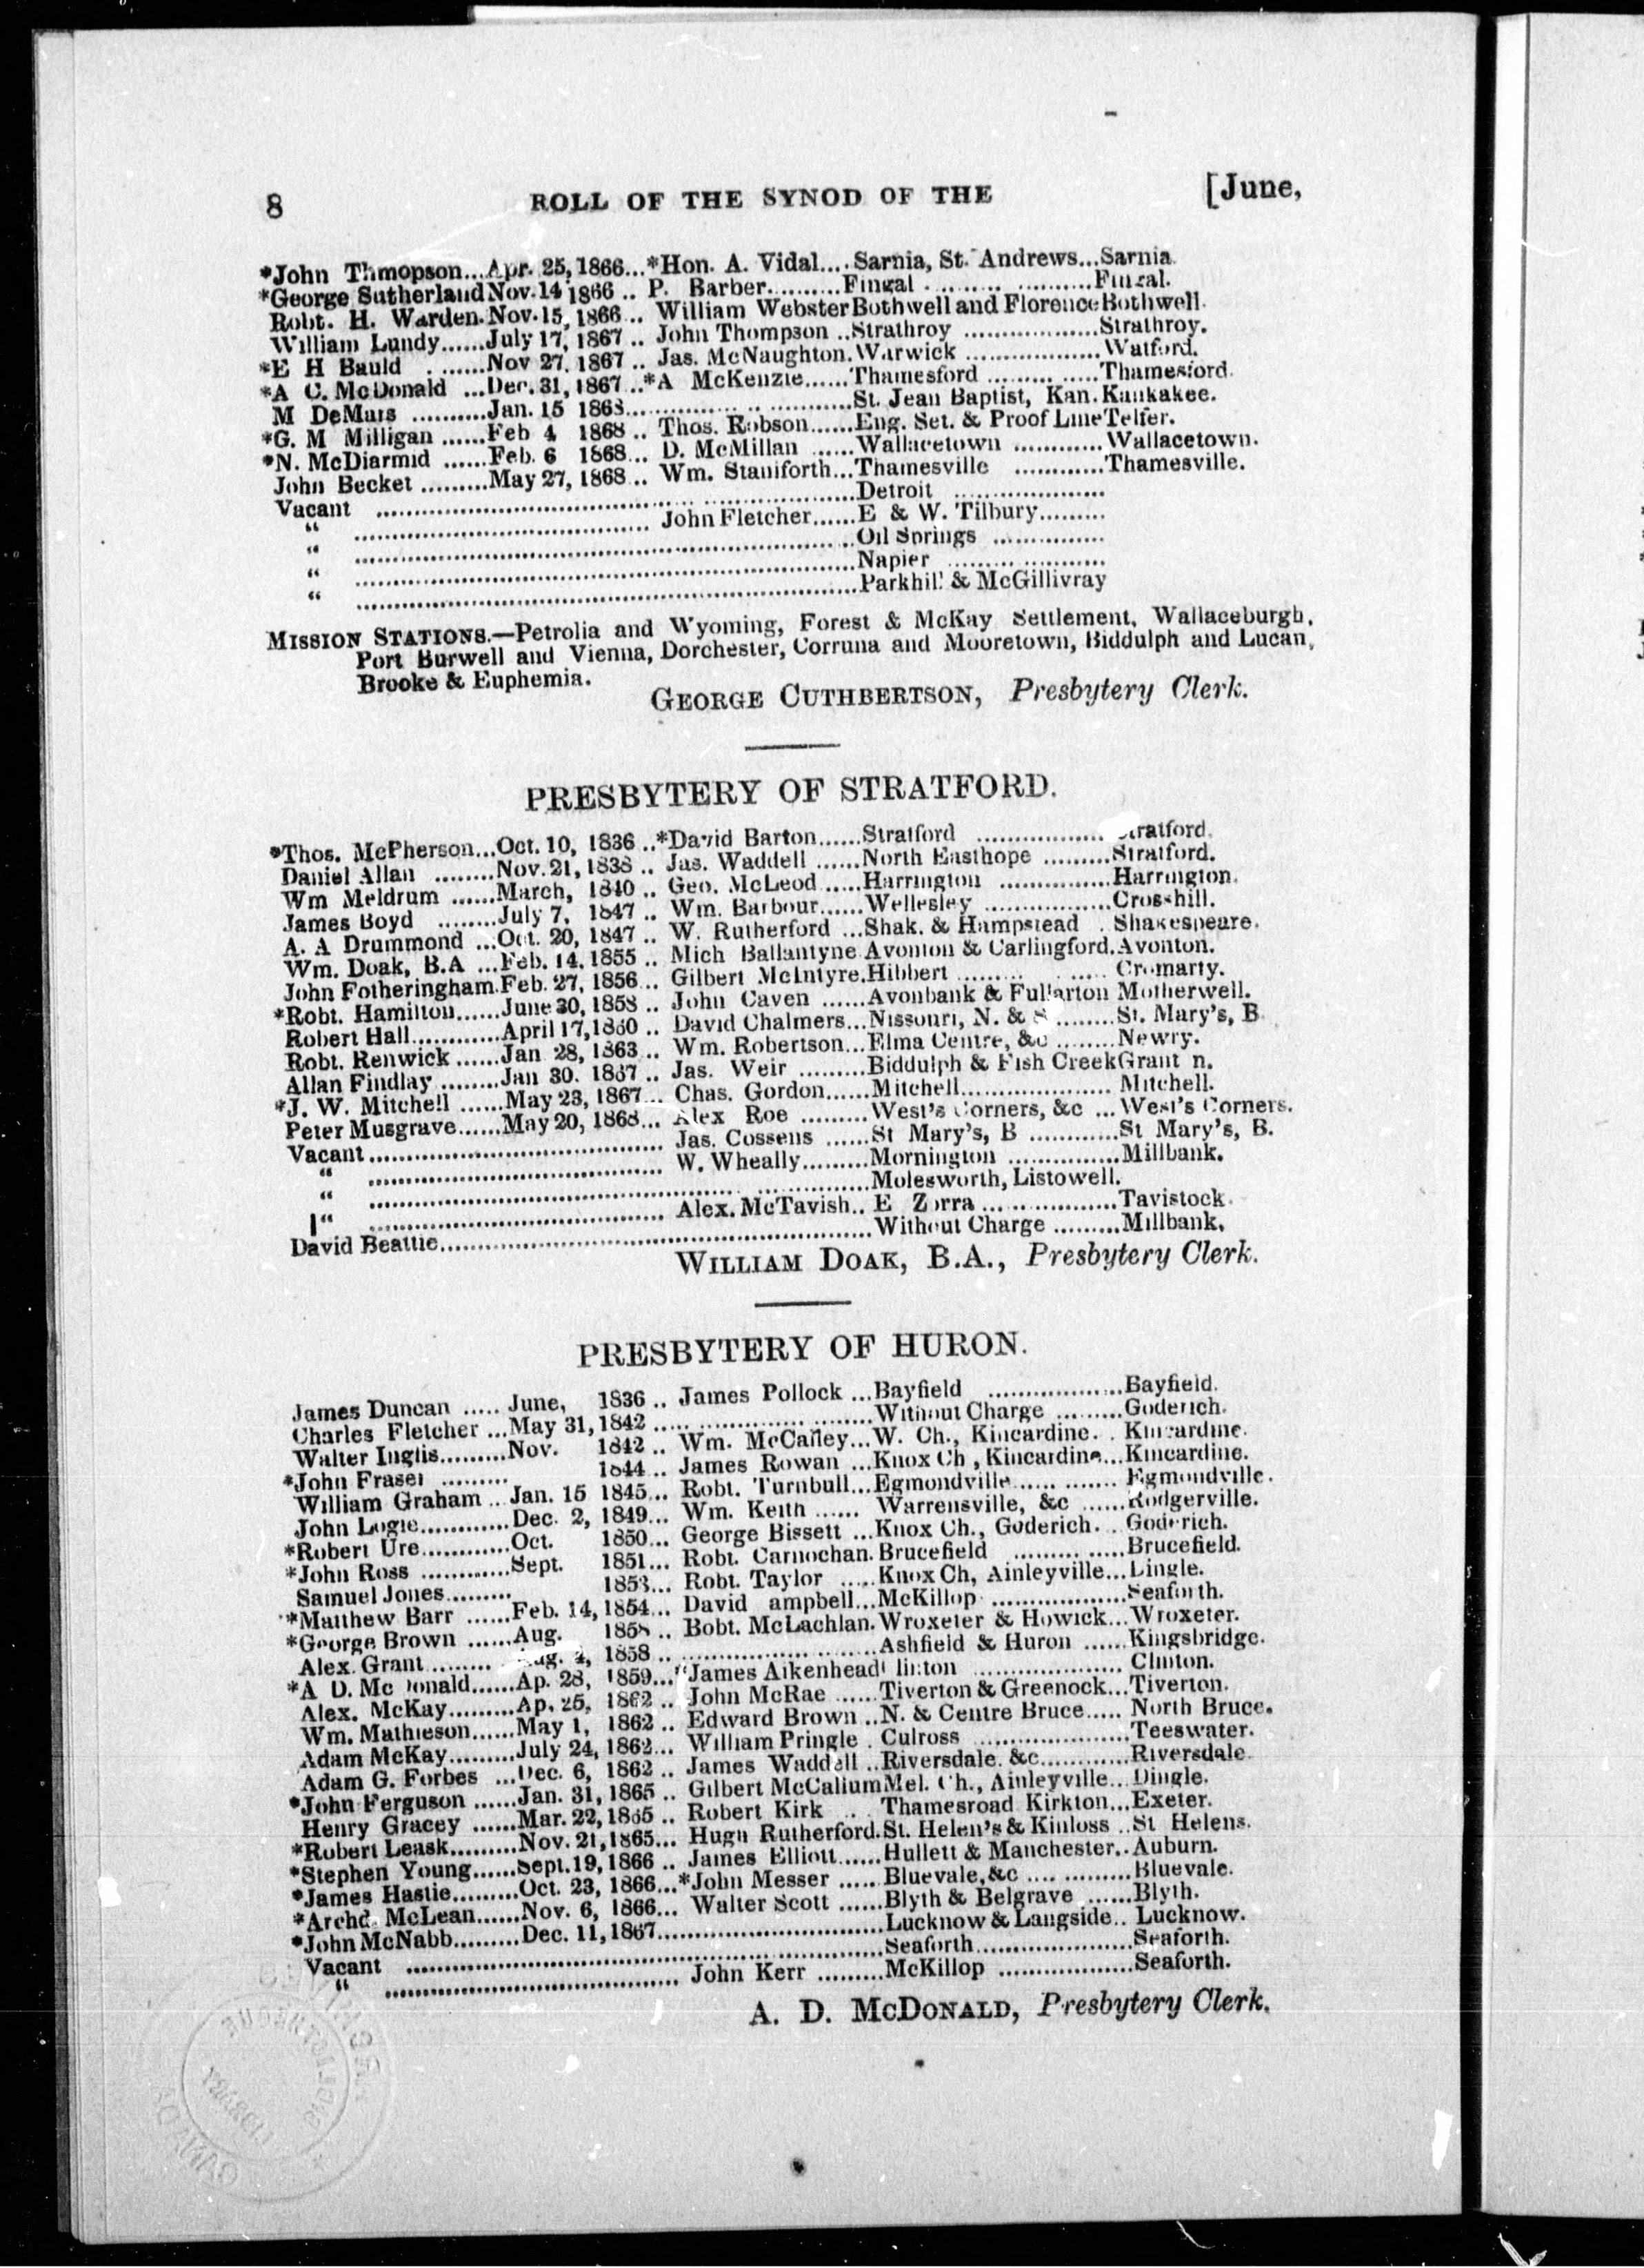 8 ROLL OF THE SYNOD OF THE [June,
*John Thmopson...Apr. 25, 1866...*Hon. A. Vidal....Sarnia, St. Andrews...Sarnia.
*George Sutherland Nov. 14 1866 .. P. Barber..........Fingal .......... ..........Fingal.
Robt. H. Warden. Nov. 15, 1866... William Webster Bothwell and Florence Bothwell.
William Lundy......July 17, 1867 .. John Thompson ..Strathroy ..................Strathroy.
*E H Bauld . ......Nov 27. 1867 .. Jas. McNaughton. Warwick ..................Watford.
*A C. McDonald ...Dec. 31, 1867 ..*A McKenzie......Thamesford ......... .....Thamesford.
M DeMars ..........Jan. 15 1868..............................St. Jean Baptist, Kan. Kankakee.
*G. M Milligan ......Feb 4 1868 .. Thos. Robson......Eng. Set. & Proof Line Telfer.
*N. McDiarmid ......Feb. 6 1868... D. McMillan ......Wallacetown ............Wallacetown.
John Becket .........May 27, 1868... Wm. Staniforth...Thamesville ............Thamesville.
Vacant ............................................................Detroit ....................
“ ........................................ John Fletcher......E & W. Tilbury.........
“ ............................................................Oil Springs ...............
“ ............................................................Napier .....................
“ ............................................................Parkhill & McGillivray
MISSION STATIONS.—Petrolia and Wyoming, Forest & McKay Settlement, Wallaceburgh,
Port Burwell and Vienna, Dorchester, Corruna and Mooretown, Biddulph and Lucan,
Brooke & Euphemia.
GEORGE CUTHBERTSON, Presbytery Clerk.
PRESBYTERY OF STRATFORD.
*Thos. McPherson...Oct. 10, 1836 ..*David Barton......Stratford ................. Stratford.
Daniel Allan ........Nov. 21, 1838 .. Jas. Waddell ......North Easthope .........Stratford.
Wm Meldrum ......March, 1840 .. Geo. McLeod .....Harrington ...............Harrington.
James Boyd ........July 7, 1847 .. Wm. Barbour......Wellesley .................Crosshill.
A. A Drummond ...Oct. 20, 1847 .. W. Rutherford ...Shak. & Hampstead . Shakespeare.
Wm. Doak, B.A ...Feb. 14, 1855 .. Mich Ballantyne Avonton & Carlingford. Avonton.
John Fotheringham. Feb. 27, 1856... Gilbert McIntyre. Hibbert ......... ..... Cromarty.
*Robt. Hamilton......June 30, 1858 .. John Caven ......Avonbank & Fullarton Motherwell.
Robert Hall............April 17, 1860 .. David Chalmers...Nissouri, N. & S ........St. Mary's, B.
Robt. Renwick ......Jan 28, 1863 .. Wm. Robertson...Elma Centre, &c ........Newry.
Allan Findlay ........Jan 30. 1867 .. Jas. Weir .........Biddulph & Fish Creek Grant n.
*J. W. Mitchell ......May 23, 1867... Chas. Gordon......Mitchell..................... Mitchell.
Peter Musgrave......May 20, 1868... Alex Roe .........West's Corners, &c ...West's Corners.
Vacant........................................ Jas. Cossens ......St Mary's, B ............St Mary's, B.
“ ........................................ W. Wheally.........Mornington ...............Millbank.
“ ............................................................Molesworth, Listowell.
“ ........................................ Alex. McTavish.. E Zorra ...................Tavistock.
David Beattie............................................................Without Charge .........Millbank.
WILLIAM DOAK, B.A., Presbytery Clerk.
PRESBYTERY OF HURON.
James Duncan ..... June, 1836 .. James Pollock ...Bayfield ...................Bayfield.
Charles Fletcher ...May 31, 1842 ..............................Without Charge .........Goderich.
Walter Inglis.........Nov. 1842 .. Wm. McCaffey...W. Ch., Kincardine. . Kincardine.
*John Fraser ......... 1844 .. James Rowan ...Knox Ch , Kincardine...Kincardine.
William Graham ..Jan. 15 1845... Robt. Turnbull...Egmondville............. Egmondville.
John Logie............Dec. 2, 1849... Wm. Keith ...... Warrensville, &c ......Rodgerville.
*Robert Ure............Oct. 1850... George Bissett ...Knox Ch., Goderich. . Goderich.
*John Ross ............Sept. 1851... Robt. Carnochan. Brucefield ...............Brucefield.
Samuel Jones......... 1853... Robt. Taylor .....Knox Ch, Ainleyville...Lingle.
*Matthew Barr ......Feb. 14, 1854... David ampbell...McKillop ..................Seaforth.
*George Brown ......Aug. 1858 .. Bobt. McLachlan. Wroxeter & Howick...Wroxeter.
Alex. Grant ........ Aug. 4, 1858 ..............................Ashfield & Huron ......Kingsbridge.
*A D. Mc onald......Ap. 28, 1859... James Aikenhead linton .................... Clinton.
Alex. McKay.........Ap. 25, 1862 .. John McRae ......Tiverton & Greenock...Tiverton.
Wm. Mathieson......May 1, 1862 .. Edward Brown ..N. & Centre Bruce..... North Bruce.
Adam McKay.........July 24, 1862... William Pringle . Culross .....................Teeswater.
Adam G. Forbes ...Dec. 6, 1862 .. James Waddell ..Riversdale. &c............Riversdale.
*John Ferguson ......Jan. 31, 1865 .. Gilbert McCallum Mel. Ch., Ainleyville...Dingle.
Henry Gracey ......Mar. 22, 1865 .. Robert Kirk .. . Thamesroad Kirkton...Exeter.
*Robert Leask.........Nov. 21, 1865... Hugh Rutherford. St. Helen's & Kinloss ..St Helens.
*Stephen Young......Sept. 19, 1866 .. James Elliott......Hullett & Manchester..Auburn.
*James Hastie.........Oct. 23, 1866...*John Messer .....Bluevale, &c ..............Bluevale.
*Archd. McLean......Nov. 6, 1866... Walter Scott ......Blyth & Belgrave ......Blyth.
*John McNabb.........Dec. 11, 1867..............................Lucknow & Langside.. Lucknow.
Vacant ............................................................Seaforth.....................Seaforth.
“ ........................................ John Kerr .........McKillop ..................Seaforth.
A. D. MCDONALD, Presbytery Clerk.